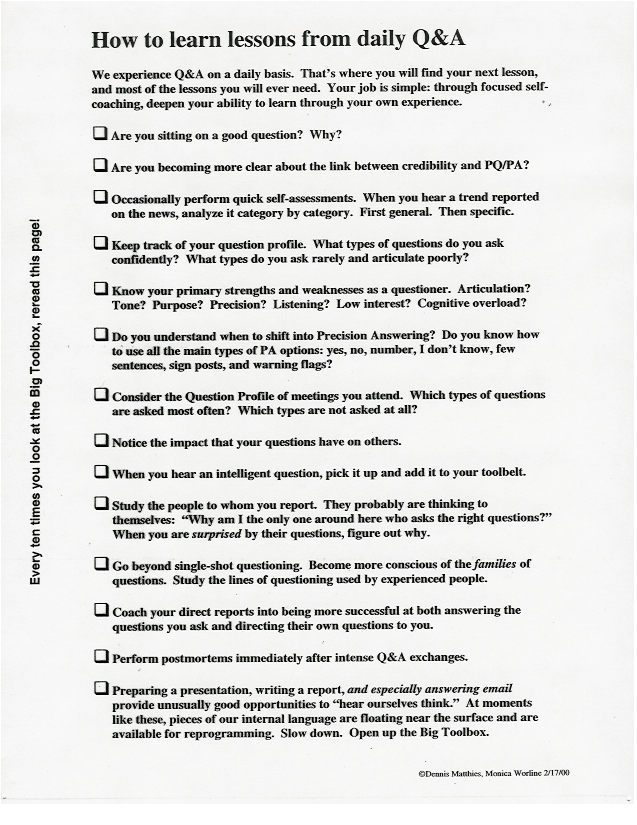 How to learn lessons from daily Q&A
We experience Q&A on a daily basis.  That's where you will find your next lesson,
and most of the lessons you will ever need.  Your job is simple: through focused self-
coaching, deepen your ability to learn through your own experience.
Are you sitting on a good question?  Why?
Are you becoming more clear about the link between credibility and PQ/PA?
Occasionally perform quick self-assessments.  When you hear a trend reported
on the news, analyze it category by category.  First general.  Then specific.
Keep track of your question profile.  What types of questions do you ask
confidently?  What types do you ask rarely and articulate poorly?
Know your primary strengths and weaknesses as a questioner.  Articulation?
Tone?  Purpose?  Precision?  Listening?  Low interest?  Cognitive overload?
Do you understand when to shift into Precision Answering?  Do you know how
to use all the main types of PA options: yes, no, number, I don't know, few
sentences, sign posts, and warning flags?
Consider the Question Profile of meetings you attend.  Which types of questions
are asked most often?  Which types are not asked at all?
Notice the impact that your questions have on others.
When you hear an intelligent question, pick it up and add it to your toolbelt.
Study the people to whom you report.  They probably are thinking to
themselves:  "Why am I the only one around here who asks the right questions?"
When you are surprised by their questions, figure out why.
Go beyond single-shot questioning.  Become more conscious of the families of
questions.  Study the lines of questioning used by experienced people.
Coach your direct reports into being more successful at both answering the
questions you ask and directing their own questions to you.
Perform postmortems immediately after intense Q&A exchanges.
Preparing a presentation, writing a report, and especially answering email
provide unusually good opportunities to "hear ourselves think."  At moments
like these, pieces of our internal language are floating near the surface and are
available for reprogramming.  Slow down.  Open up the Big Toolbox.
©Dennis Matthies, Monica Worline 2/17/00
Every ten times you look at the Big Toolbox, reread this page!